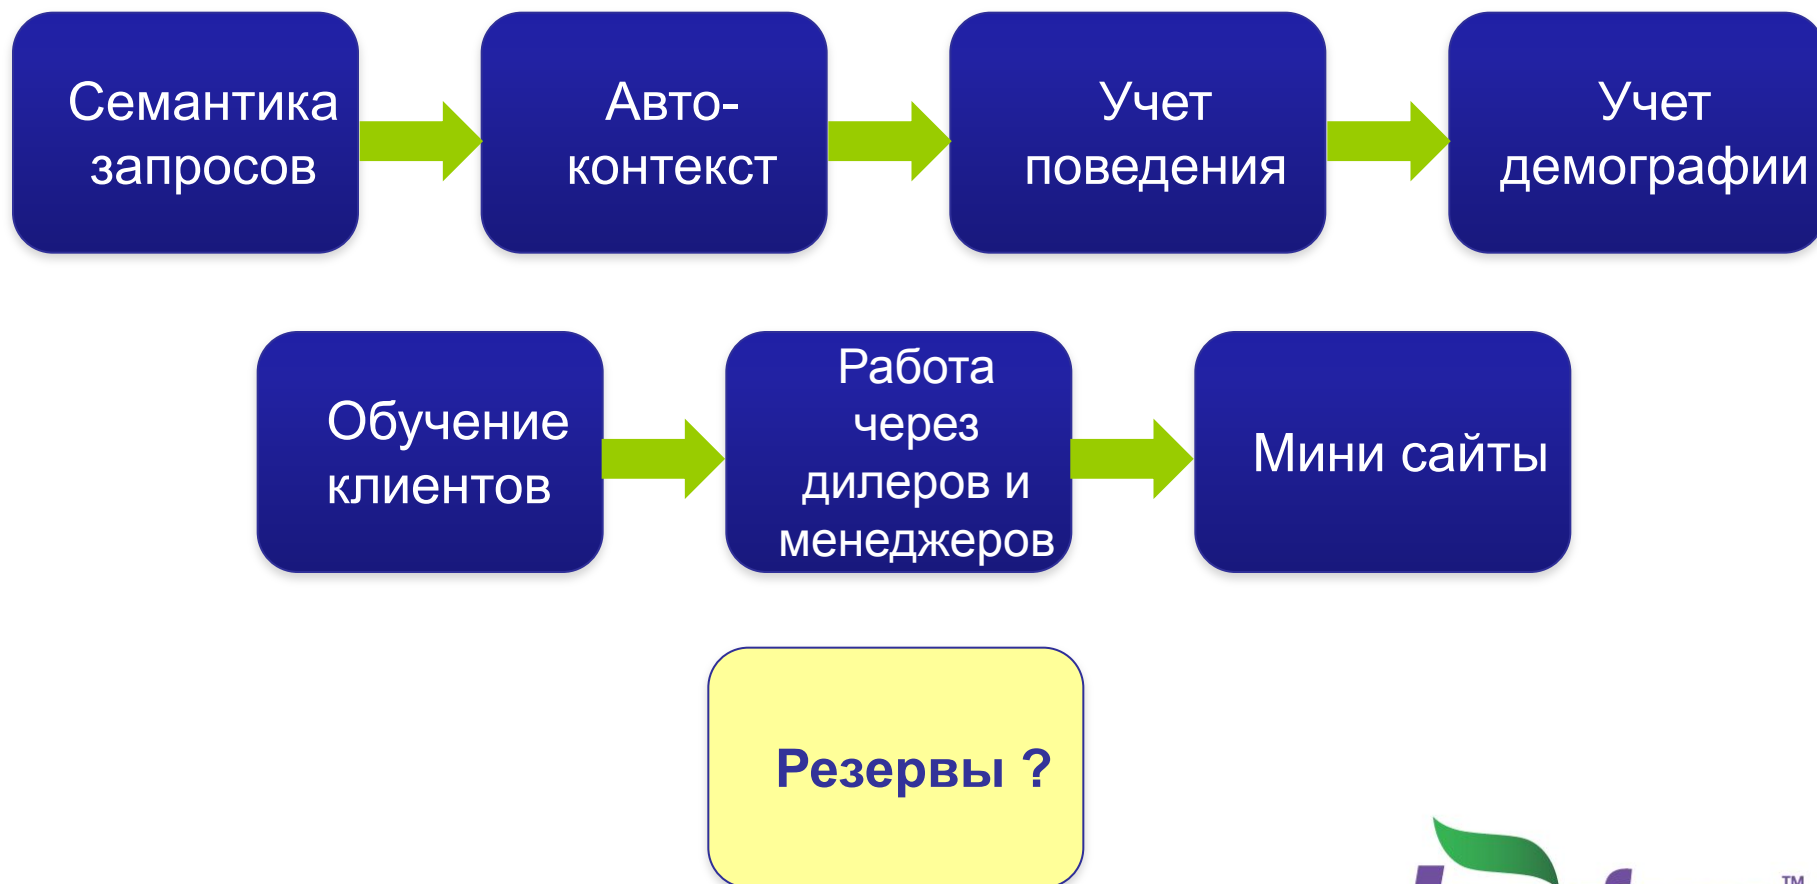 Семантика
запросов
Авто-
контекст
Учет
поведения
Учет
демографии
Обучение
клиентов
Работа
через
дилеров и
менеджеров
Мини сайты
Резервы ?
TM